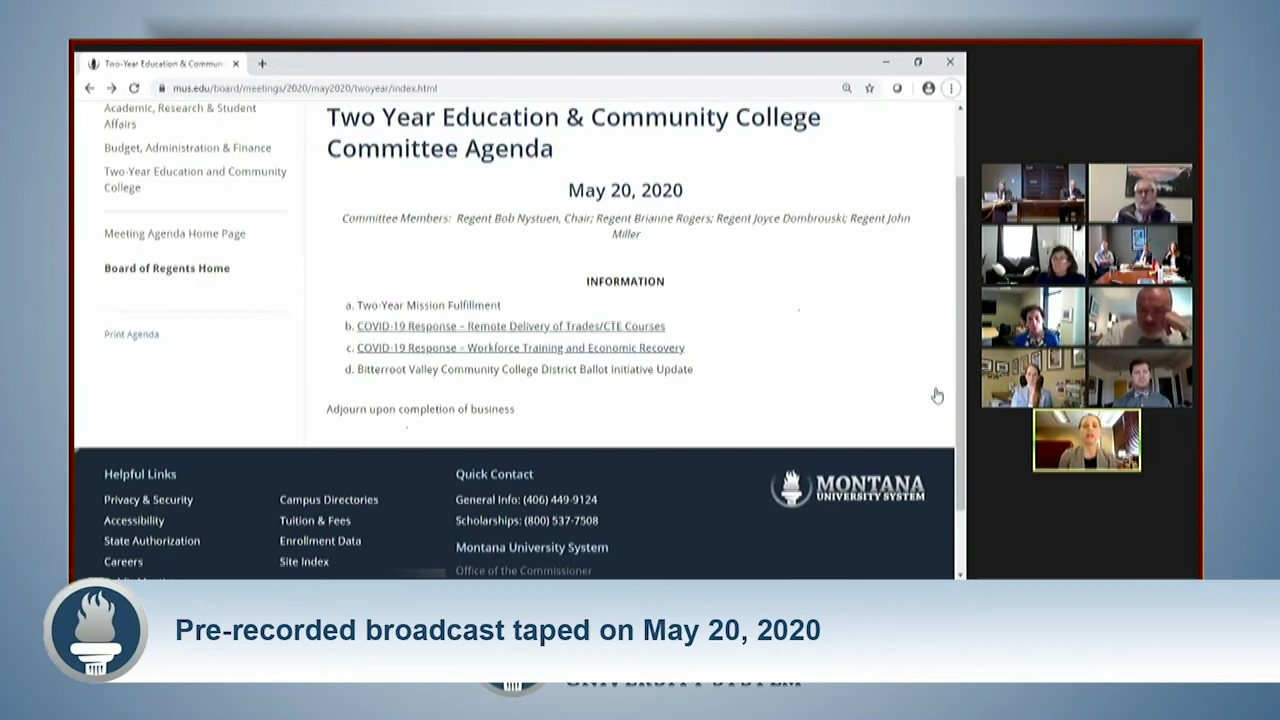 Two-Year Education & Commun
mus.edu/board/meetings/2020/may2020/twoyear/index.html
Academic, Research & Student
Affairs
Budget, Administration & Finance
Two-Year Education and Community
College
Meeting Agenda Home Page
Board of Regents Home
Print Agenda
Two Year Education & Community College
Committee Agenda
May 20, 2020
Committee Members: Regent Bob Nystuen, Chair; Regent Brianne Rogers; Regent Joyce Dombrouski; Regent John
Miller
INFORMATION
a. Two-Year Mission Fulfillment
b. COVID-19 Response – Remote Delivery of Trades/CTE Courses
c. COVID-19 Response – Workforce Training and Economic Recovery
d. Bitterroot Valley Community College District Ballot Initiative Update
Adjourn upon completion of business
Helpful Links
Privacy & Security
Accessibility
State Authorization
Careers
Campus Directories
Tuition & Fees
Enrollment Data
Site Index
Quick Contact
General Info: (406) 449-9124
Scholarships: (800) 537-7508
Montana University System
Office of the Commissioner
MONTANA
UNIVERSITY SYSTEM
Pre-recorded broadcast taped on May 20, 2020